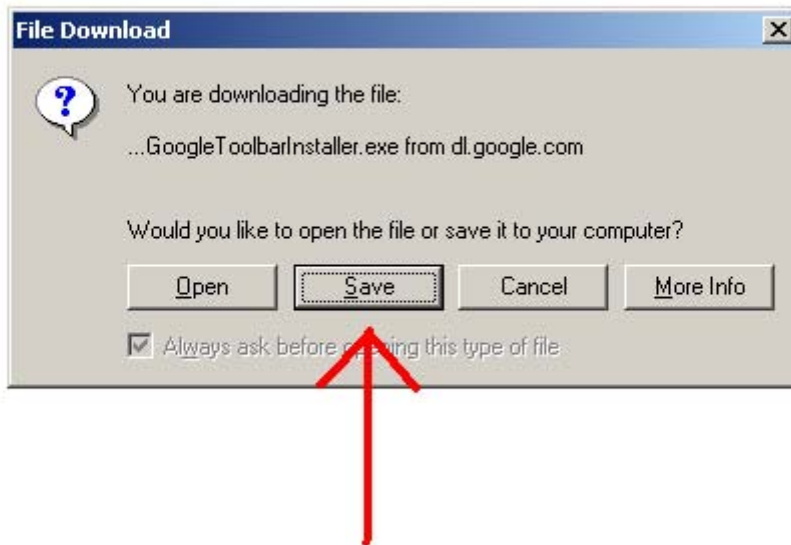 File Download
You are downloading the file:
...GoogleToolbarInstaller.exe from dl.google.com
Would you like to open the file or save it to your computer?
Open Save Cancel More Info
Always ask before opening this type of file